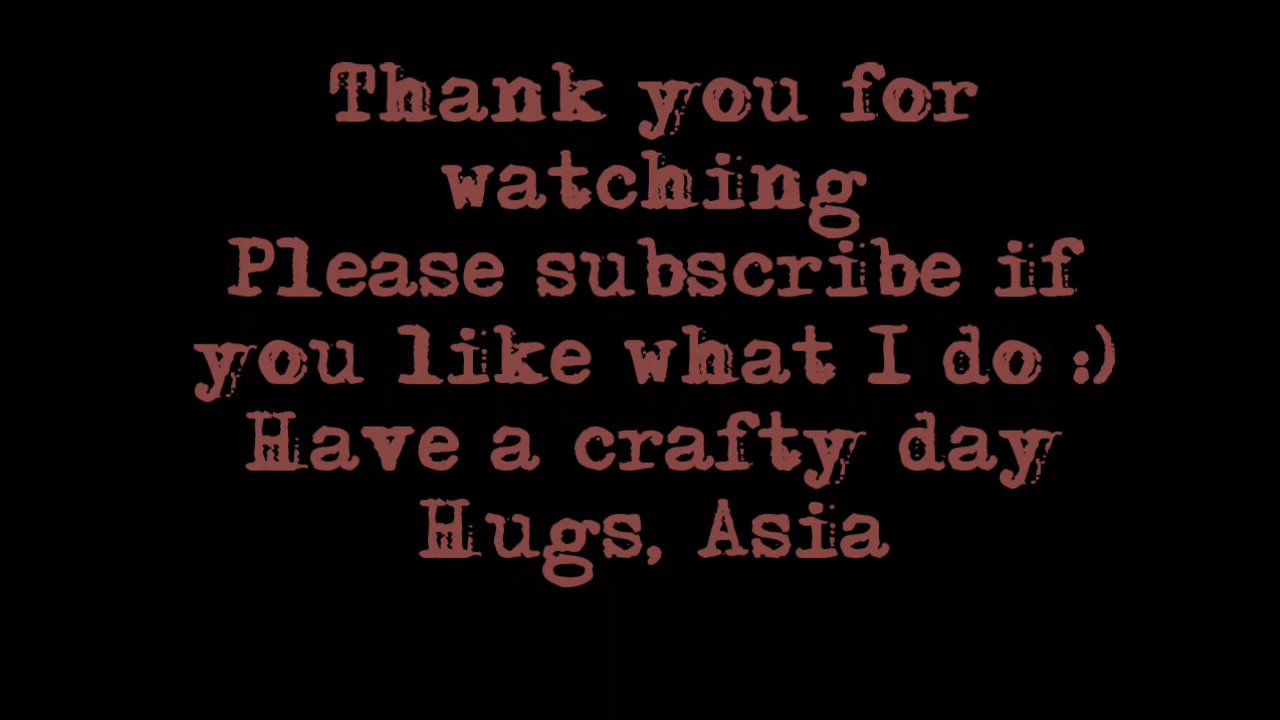 Thank you for
watching
Please subscribe if
you like what I do :)
Have a crafty day
Hugs, Asia